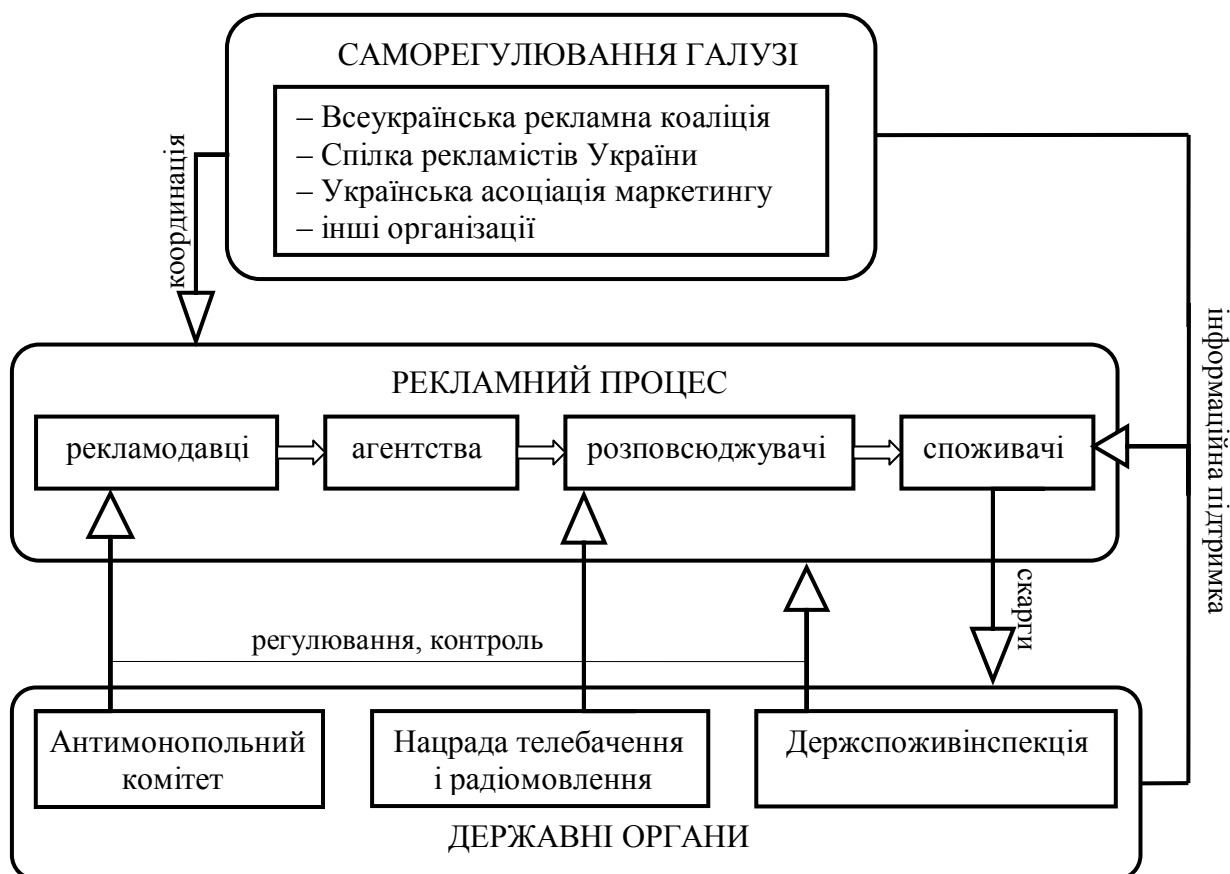 САМОРЕГУЛЮВАННЯ ГАЛУЗІ
– Всеукраїнська рекламна коаліція
– Спілка рекламістів України
– Українська асоціація маркетингу
– інші організації
координація
інформаційна підтримка
РЕКЛАМНИЙ ПРОЦЕС
рекламодавці
агентства
розповсюджувачі
споживачі
скарги
регулювання, контроль
Антимонопольний
комітет
Нацрада телебачення
і радіомовлення
Держспоживінспекція
ДЕРЖАВНІ ОРГАНИ